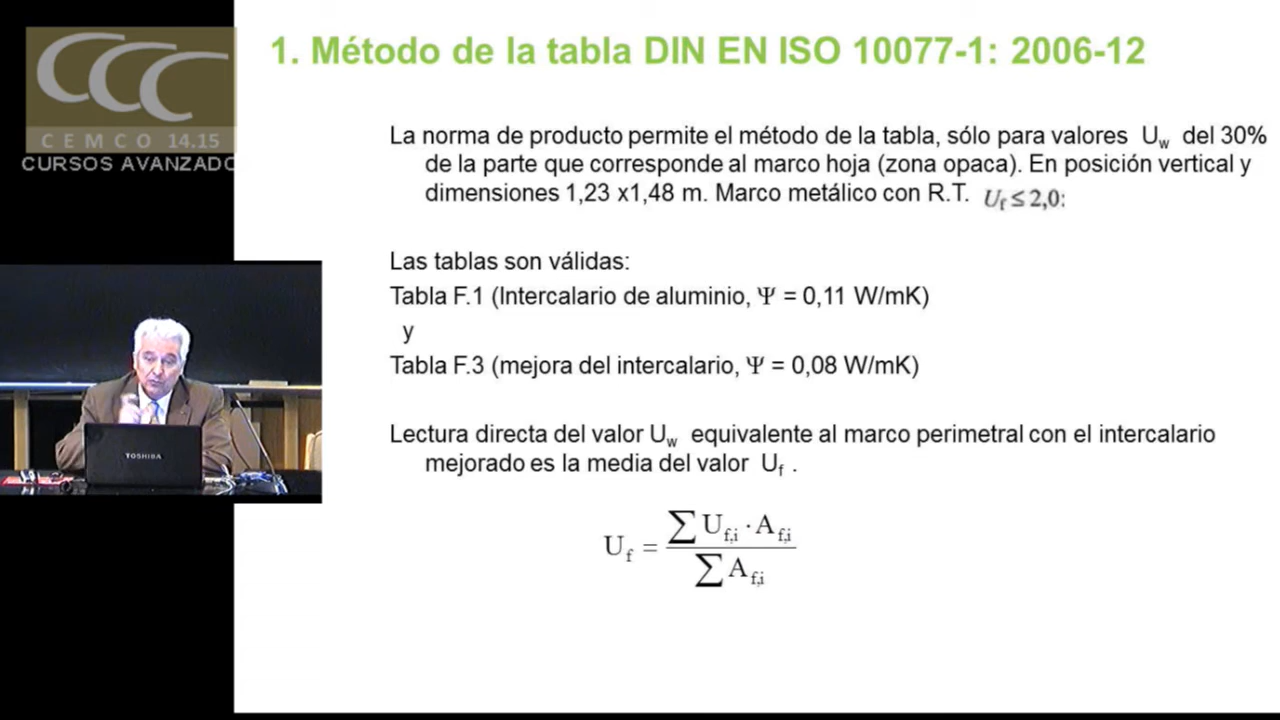 1. Método de la tabla DIN EN ISO 10077-1: 2006-12
CCC
CEMCO 14.15
CURSOS AVANZADO
La norma de producto permite el método de la tabla, sólo para valores U_w del 30%
de la parte que corresponde al marco hoja (zona opaca). En posición vertical y
dimensiones 1,23 x1,48 m. Marco metálico con R.T. U_f ≤ 2,0:
Las tablas son válidas:
Tabla F.1 (Intercalario de aluminio, Ψ = 0,11 W/mK)
y
Tabla F.3 (mejora del intercalario, Ψ = 0,08 W/mK)
Lectura directa del valor U_w equivalente al marco perimetral con el intercalario
mejorado es la media del valor U_f .
U_f = ∑ U_f,i · A_f,i
∑ A_f,i
TOSHIBA